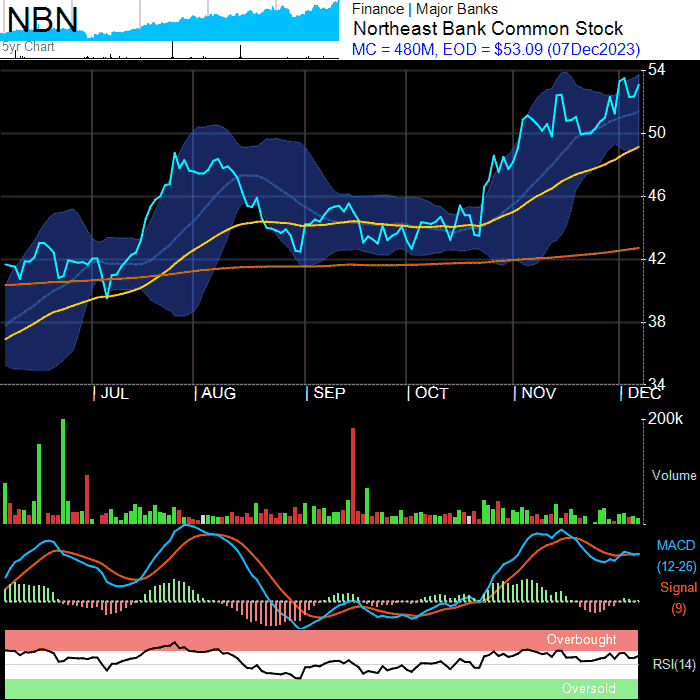 NBN
5yr Chart
Finance | Major Banks
Northeast Bank Common Stock
MC = 480M, EOD = $53.09 (07Dec2023)
54
50
46
42
38
34
| JUL | AUG | SEP | OCT | NOV | DEC
200k
Volume
MACD
(12-26)
Signal
(9)
Overbought
RSI(14)
Oversold